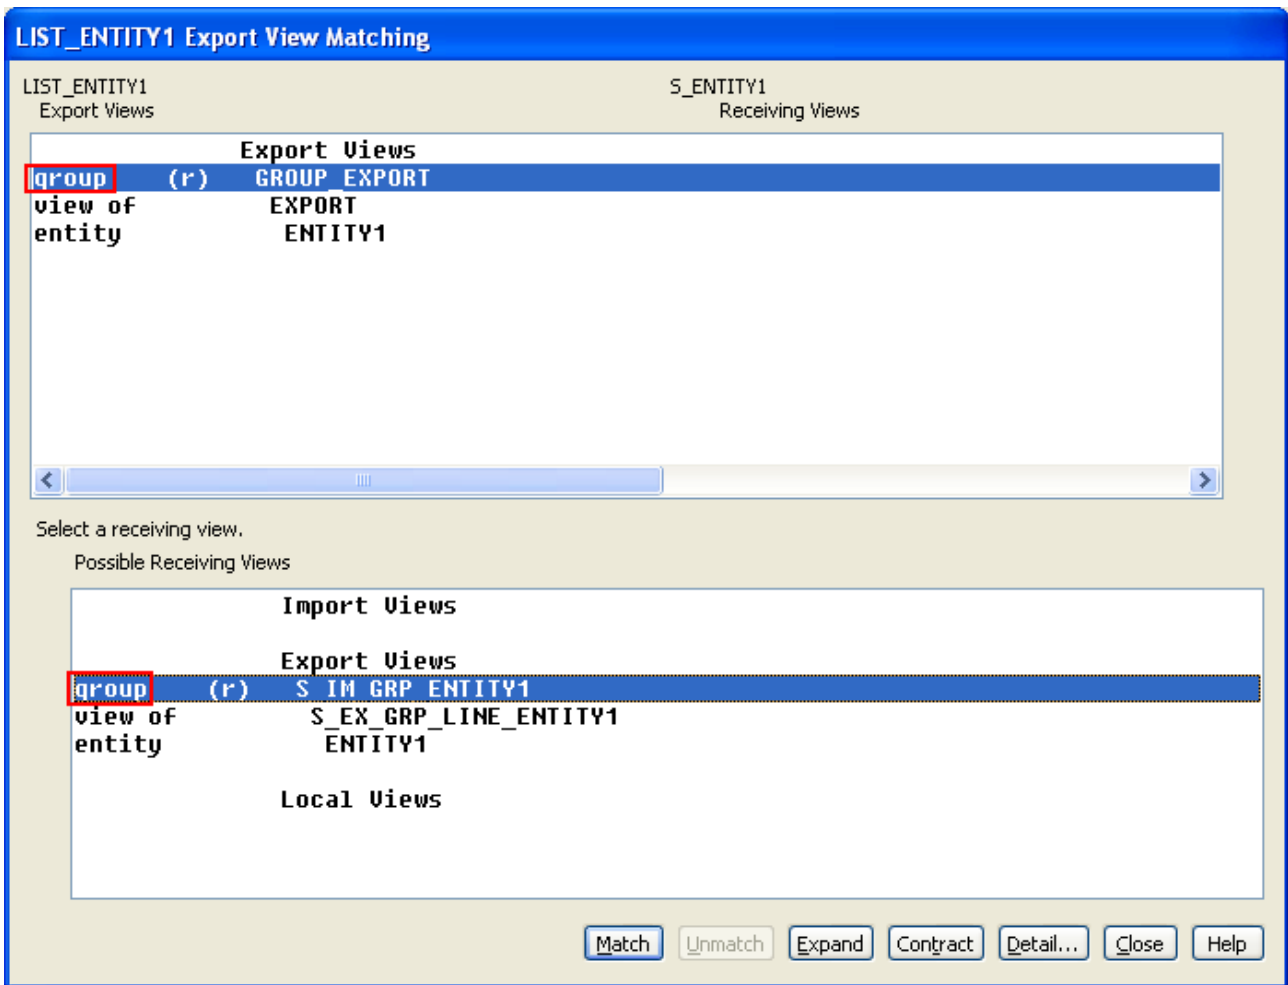 LIST_ENTITY1 Export View Matching
LIST_ENTITY1 S_ENTITY1
Export Views Receiving Views
Export Views
group (r) GROUP_EXPORT
view of EXPORT
entity ENTITY1
Select a receiving view.
Possible Receiving Views
Import Views
Export Views
group (r) S_IM_GRP_ENTITY1
view of S_EX_GRP_LINE_ENTITY1
entity ENTITY1
Local Views
Match Unmatch Expand Contract Detail... Close Help